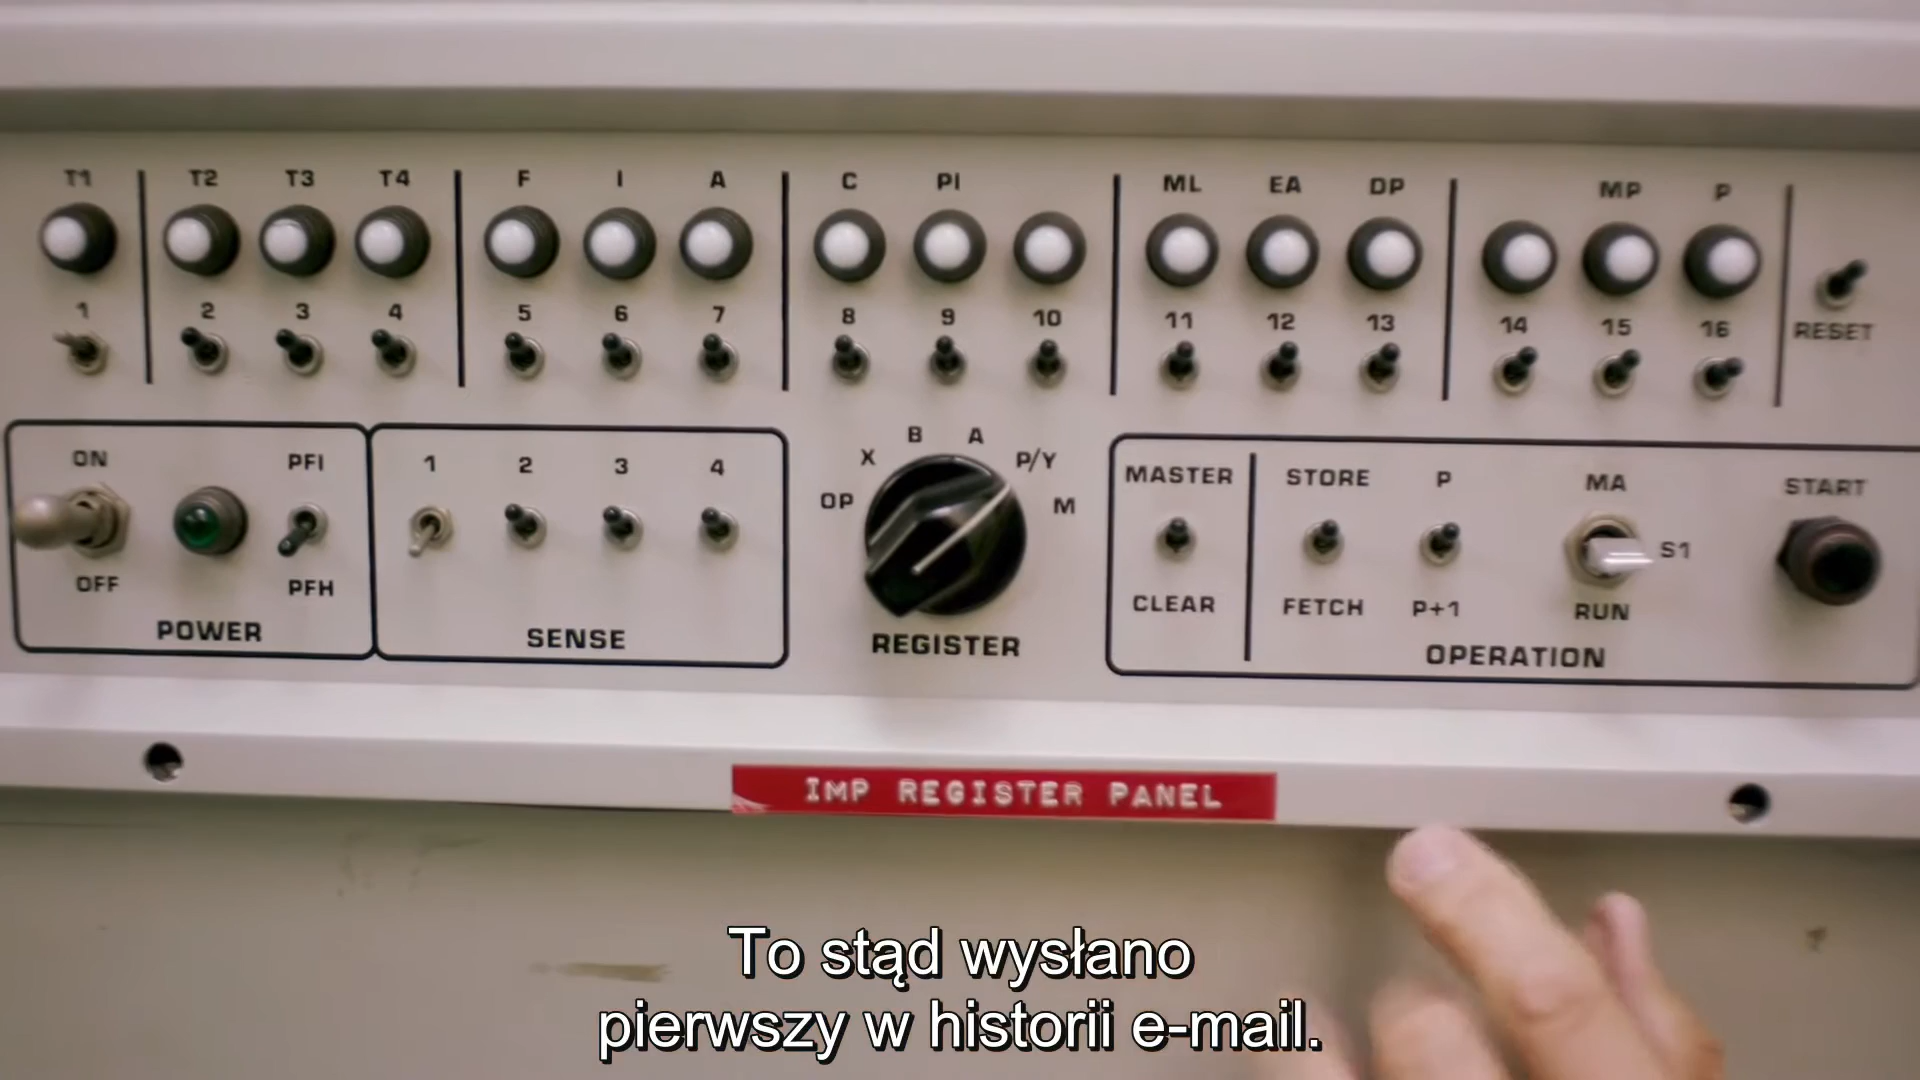 T1 T2 T3 T4 F I A C PI ML EA DP MP P
1 2 3 4 5 6 7 8 9 10 11 12 13 14 15 16 RESET
ON PFI 1 2 3 4 OP X B A P/Y M MASTER STORE P MA S1 START
OFF PFH CLEAR FETCH P+1 RUN
POWER SENSE REGISTER OPERATION
IMP REGISTER PANEL
To stąd wysłano
pierwszy w historii e-mail.